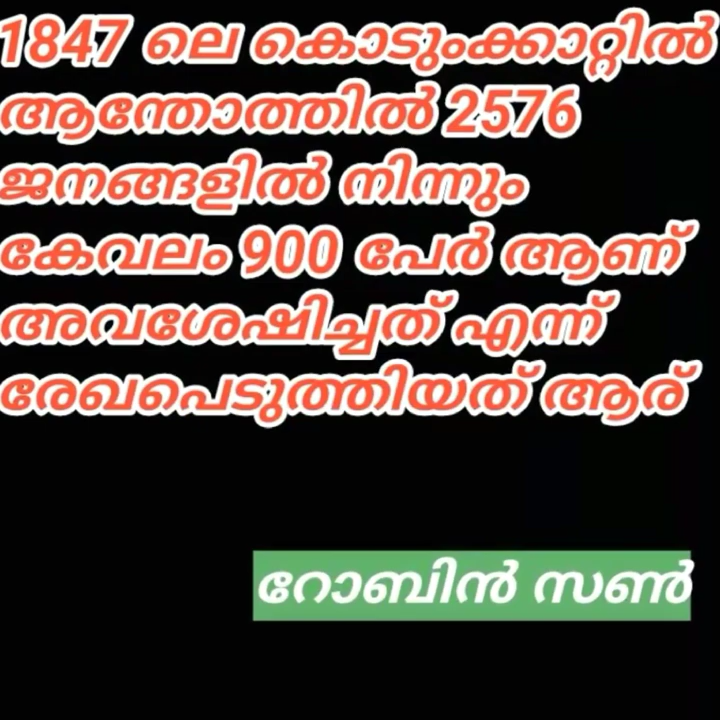 1847 ലെ കൊടുംക്കാറ്റിൽ
ആന്തോത്തിൽ 2576
ജനങ്ങളിൽ നിന്നും
കേവലം 900 പേർ ആണ്
അവശേഷിച്ചത് എന്ന്
രേഖപെടുത്തിയത് ആര്
റോബിൻ സൺ